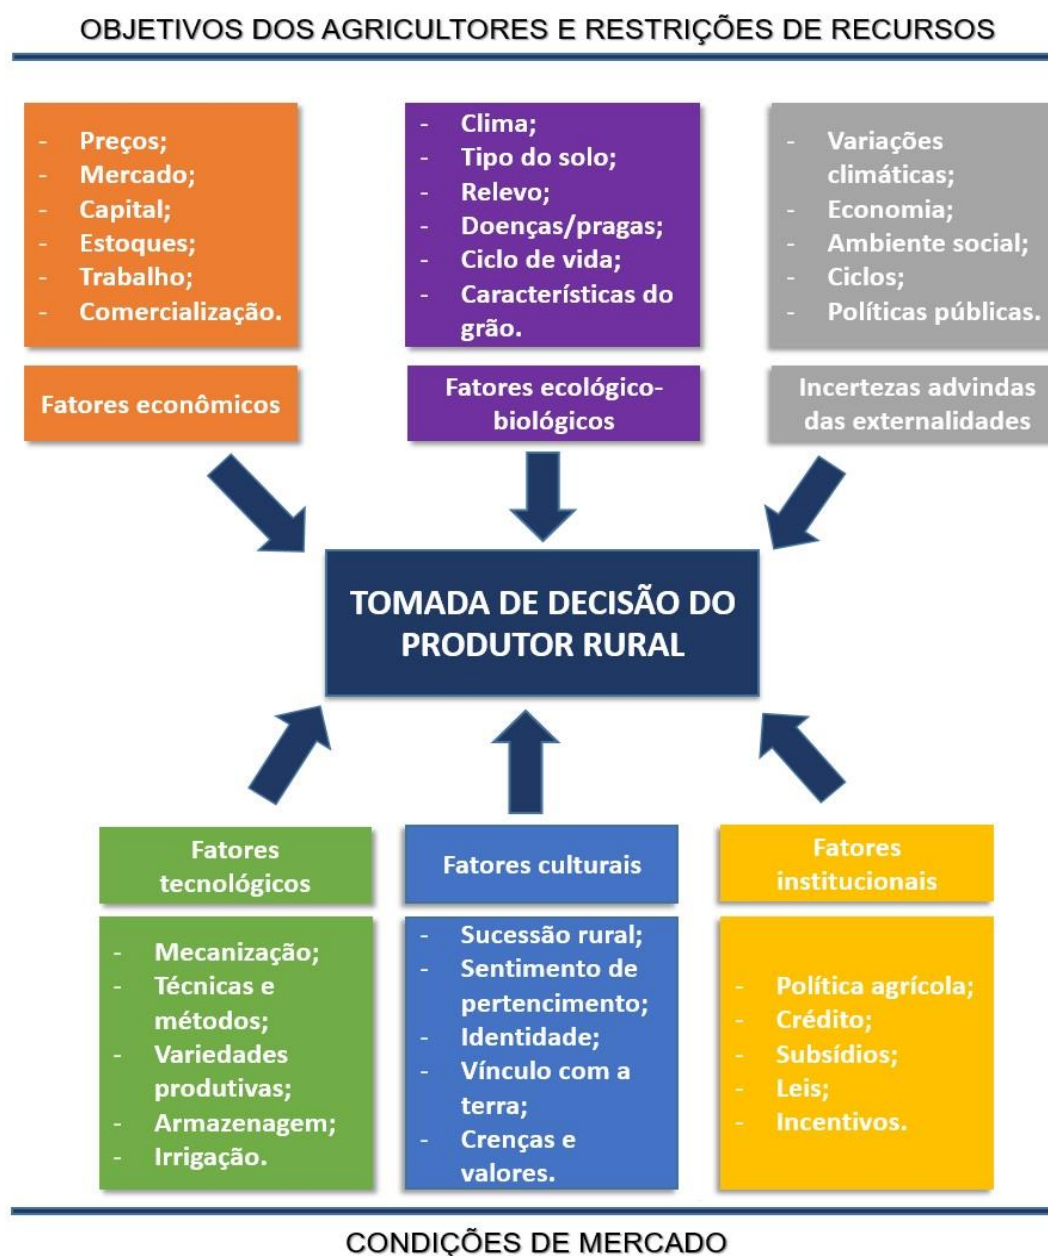 OBJETIVOS DOS AGRICULTORES E RESTRIÇÕES DE RECURSOS
- Preços;
- Mercado;
- Capital;
- Estoques;
- Trabalho;
- Comercialização.
Fatores econômicos
- Clima;
- Tipo do solo;
- Relevo;
- Doenças/pragas;
- Ciclo de vida;
- Características do
grão.
Fatores ecológico-
biológicos
- Variações
climáticas;
- Economia;
- Ambiente social;
- Ciclos;
- Políticas públicas.
Incertezas advindas
das externalidades
TOMADA DE DECISÃO DO
PRODUTOR RURAL
Fatores
tecnológicos
- Mecanização;
- Técnicas e
métodos;
- Variedades
produtivas;
- Armazenagem;
- Irrigação.
Fatores culturais
- Sucessão rural;
- Sentimento de
pertencimento;
- Identidade;
- Vínculo com a
terra;
- Crenças e
valores.
Fatores
institucionais
- Política agrícola;
- Crédito;
- Subsídios;
- Leis;
- Incentivos.
CONDIÇÕES DE MERCADO